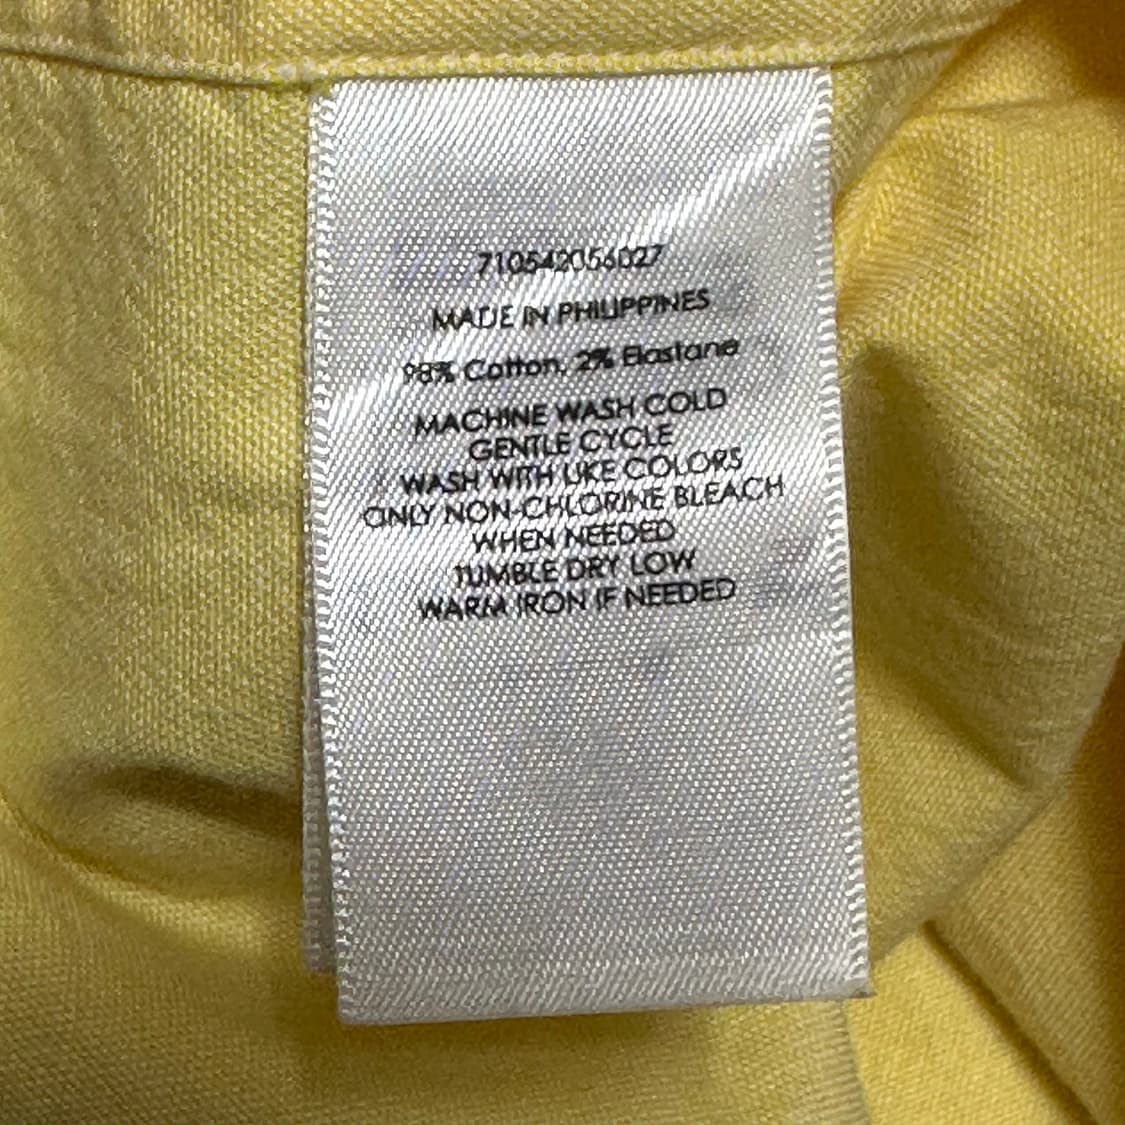 710542056027
MADE IN PHILIPPINES
98% Cotton, 2% Elastane
MACHINE WASH COLD
GENTLE CYCLE
WASH WITH LIKE COLORS
ONLY NON-CHLORINE BLEACH
WHEN NEEDED
TUMBLE DRY LOW
WARM IRON IF NEEDED